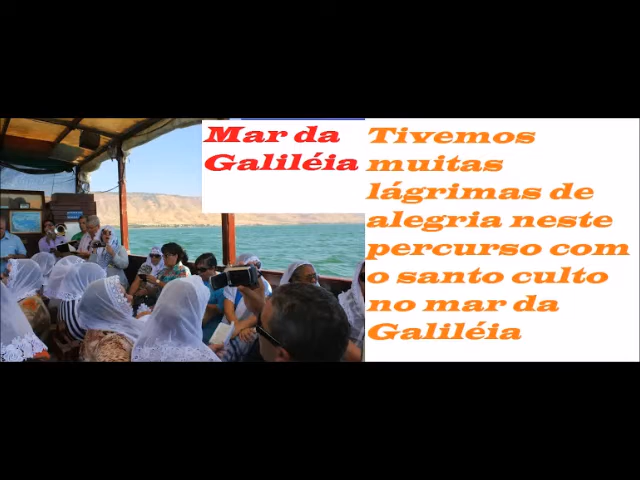 Mar da
Galiléia
Tivemos
muitas
lágrimas de
alegria neste
percurso com
o santo culto
no mar da
Galiléia